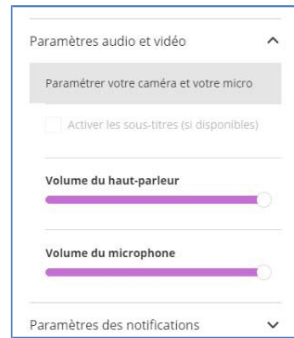 Paramètres audio et vidéo
Paramétrer votre caméra et votre micro
Activer les sous-titres (si disponibles)
Volume du haut-parleur
Volume du microphone
Paramètres des notifications